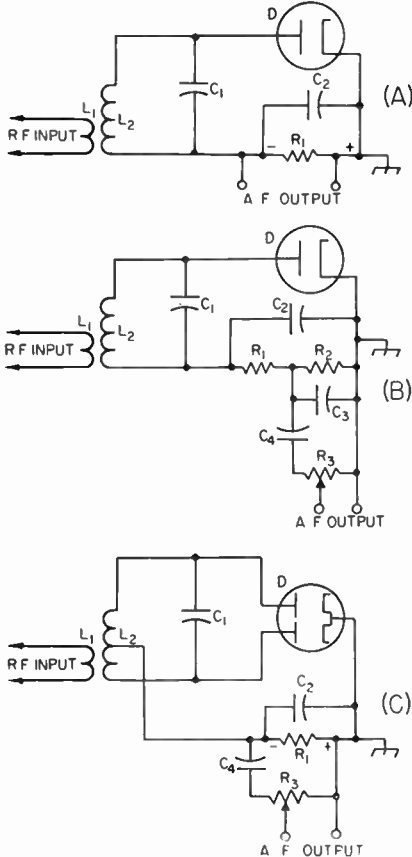 D
C2
(A)
C1
L1
L2
RF INPUT
- R1 +
A F OUTPUT
D
C1
C2
L1
L2
RF INPUT
R1
R2
(B)
C3
C4
R3
A F OUTPUT
D
L1
L2
C1
RF INPUT
C2
(C)
- R1 +
C4
R3
A F OUTPUT